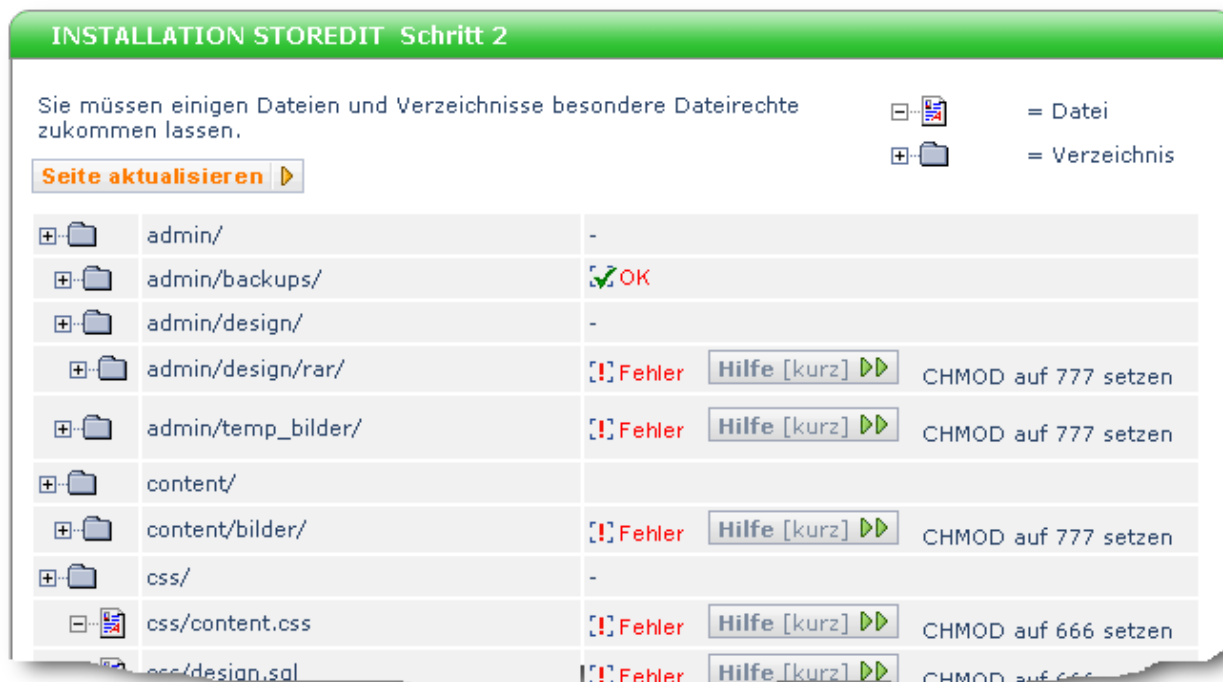 INSTALLATION STOREDIT Schritt 2
Sie müssen einigen Dateien und Verzeichnisse besondere Dateirechte
zukommen lassen.
= Datei
= Verzeichnis
Seite aktualisieren
admin/ -
admin/backups/ OK
admin/design/ -
admin/design/rar/ Fehler Hilfe [kurz] CHMOD auf 777 setzen
admin/temp_bilder/ Fehler Hilfe [kurz] CHMOD auf 777 setzen
content/
content/bilder/ Fehler Hilfe [kurz] CHMOD auf 777 setzen
css/ -
css/content.css Fehler Hilfe [kurz] CHMOD auf 666 setzen
css/design.sql Fehler Hilfe [kurz] CHMOD auf 666